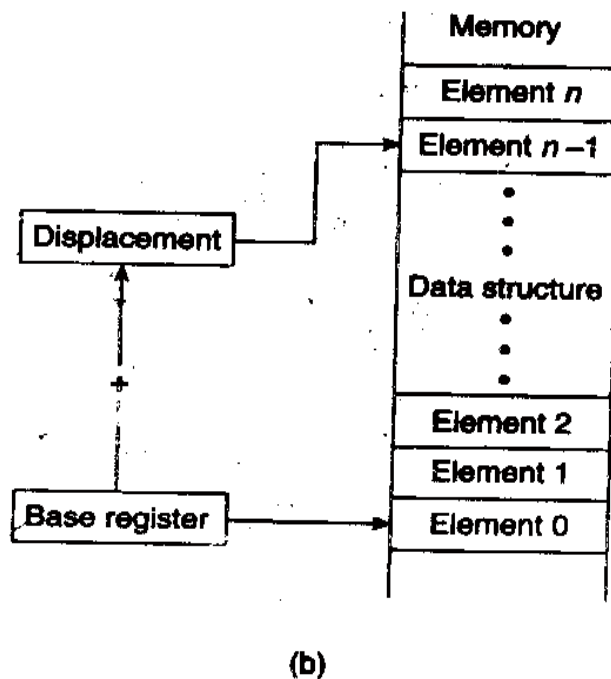 Memory
Element n
Element n–1
Displacement
Data structure
+
Element 2
Element 1
Base register
Element 0
(b)